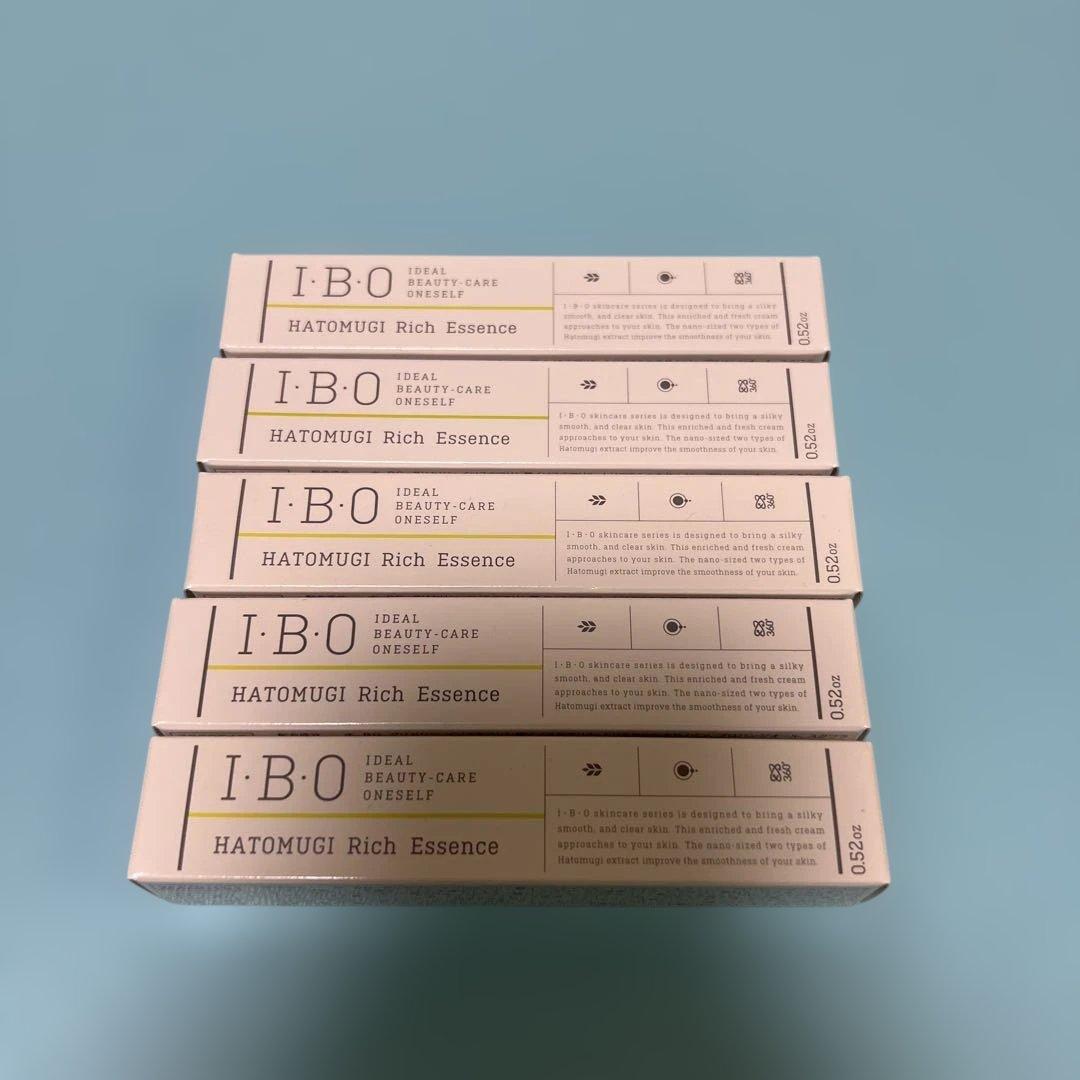 I·B·O
IDEAL
BEAUTY-CARE
ONESELF
HATOMUGI Rich Essence
360°
I·B·O skincare series is designed to bring a silky
smooth, and clear skin. This enriched and fresh cream
approaches to your skin. The nano-sized two types of
Hatomugi extract improve the smoothness of your skin.
0.52oz
I·B·O
IDEAL
BEAUTY-CARE
ONESELF
HATOMUGI Rich Essence
360°
I·B·O skincare series is designed to bring a silky
smooth, and clear skin. This enriched and fresh cream
approaches to your skin. The nano-sized two types of
Hatomugi extract improve the smoothness of your skin.
0.52oz
I·B·O
IDEAL
BEAUTY-CARE
ONESELF
HATOMUGI Rich Essence
360°
I·B·O skincare series is designed to bring a silky
smooth, and clear skin. This enriched and fresh cream
approaches to your skin. The nano-sized two types of
Hatomugi extract improve the smoothness of your skin.
0.52oz
I·B·O
IDEAL
BEAUTY-CARE
ONESELF
HATOMUGI Rich Essence
360°
I·B·O skincare series is designed to bring a silky
smooth, and clear skin. This enriched and fresh cream
approaches to your skin. The nano-sized two types of
Hatomugi extract improve the smoothness of your skin.
0.52oz
I·B·O
IDEAL
BEAUTY-CARE
ONESELF
HATOMUGI Rich Essence
360°
I·B·O skincare series is designed to bring a silky
smooth, and clear skin. This enriched and fresh cream
approaches to your skin. The nano-sized two types of
Hatomugi extract improve the smoothness of your skin.
0.52oz